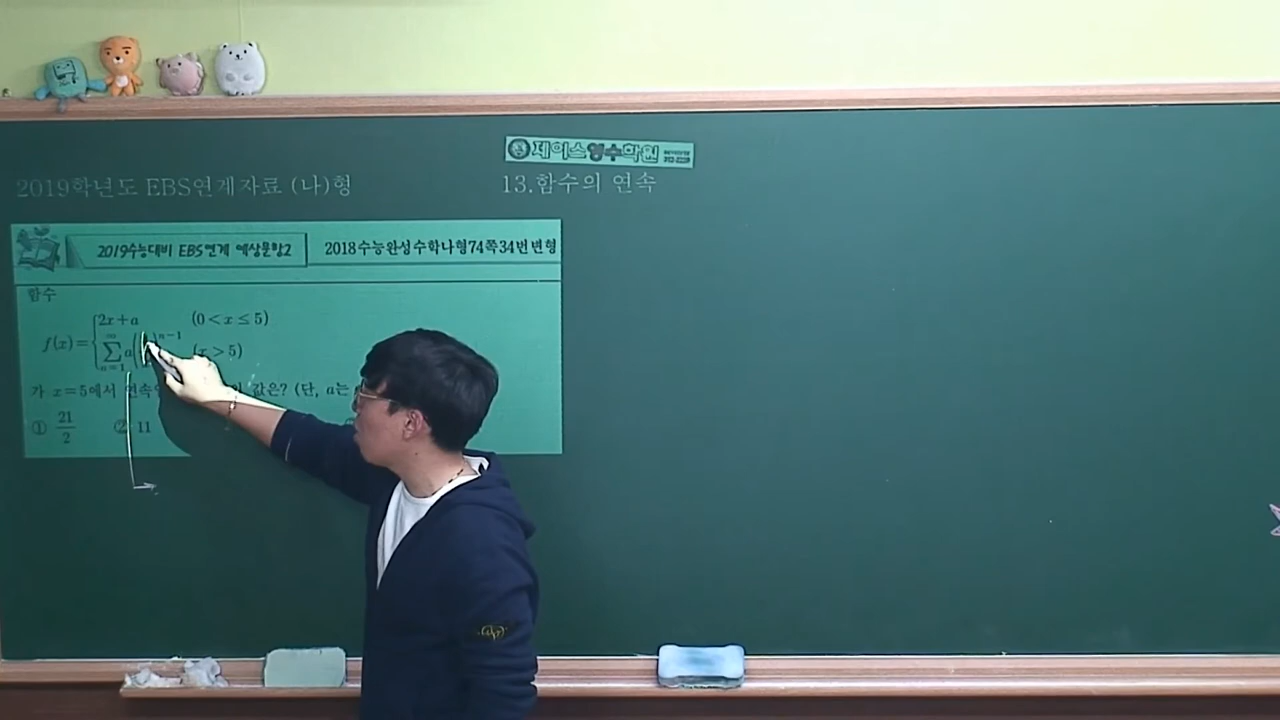 제이스영수학원
2019학년도 EBS연계자료 (나)형
13.함수의 연속
2019수능대비 EBS연계 예상문항2
2018수능완성수학나형74쪽34번변형
함수
2x+a (0<x≤5)
f(x)={
∑ n=1 ∞ a( )^{n-1} (x>5)
가 x=5에서 연속 값은? (단, a는
① 21/2 ② 11